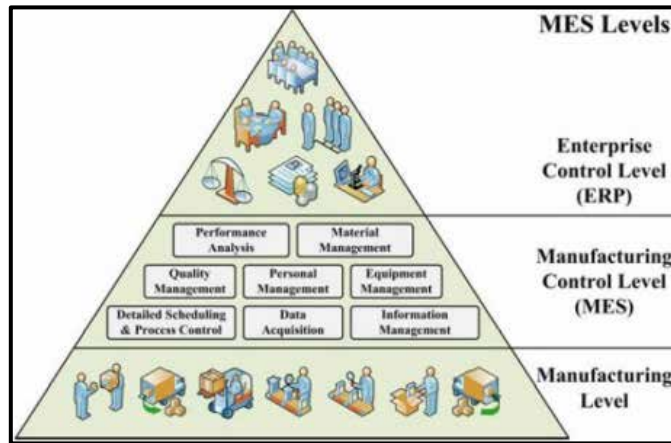 MES Levels
Enterprise
Control Level
(ERP)
Performance
Analysis
Material
Management
Quality
Management
Personal
Management
Equipment
Management
Detailed Scheduling
& Process Control
Data
Acquisition
Information
Management
Manufacturing
Control Level
(MES)
Manufacturing
Level